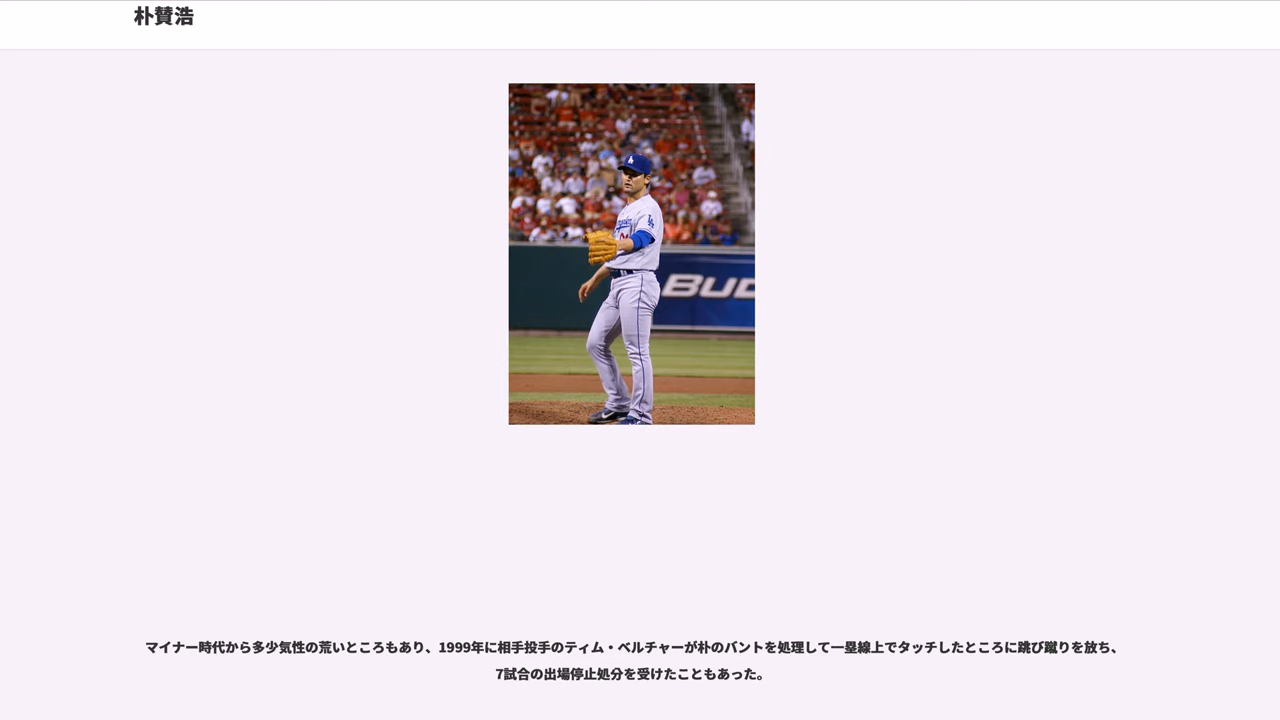 朴賛浩
BUD
マイナー時代から多少気性の荒いところもあり、1999年に相手投手のティム・ベルチャーが朴のバントを処理して一塁線上でタッチしたところに跳び蹴りを放ち、
7試合の出場停止処分を受けたこともあった。